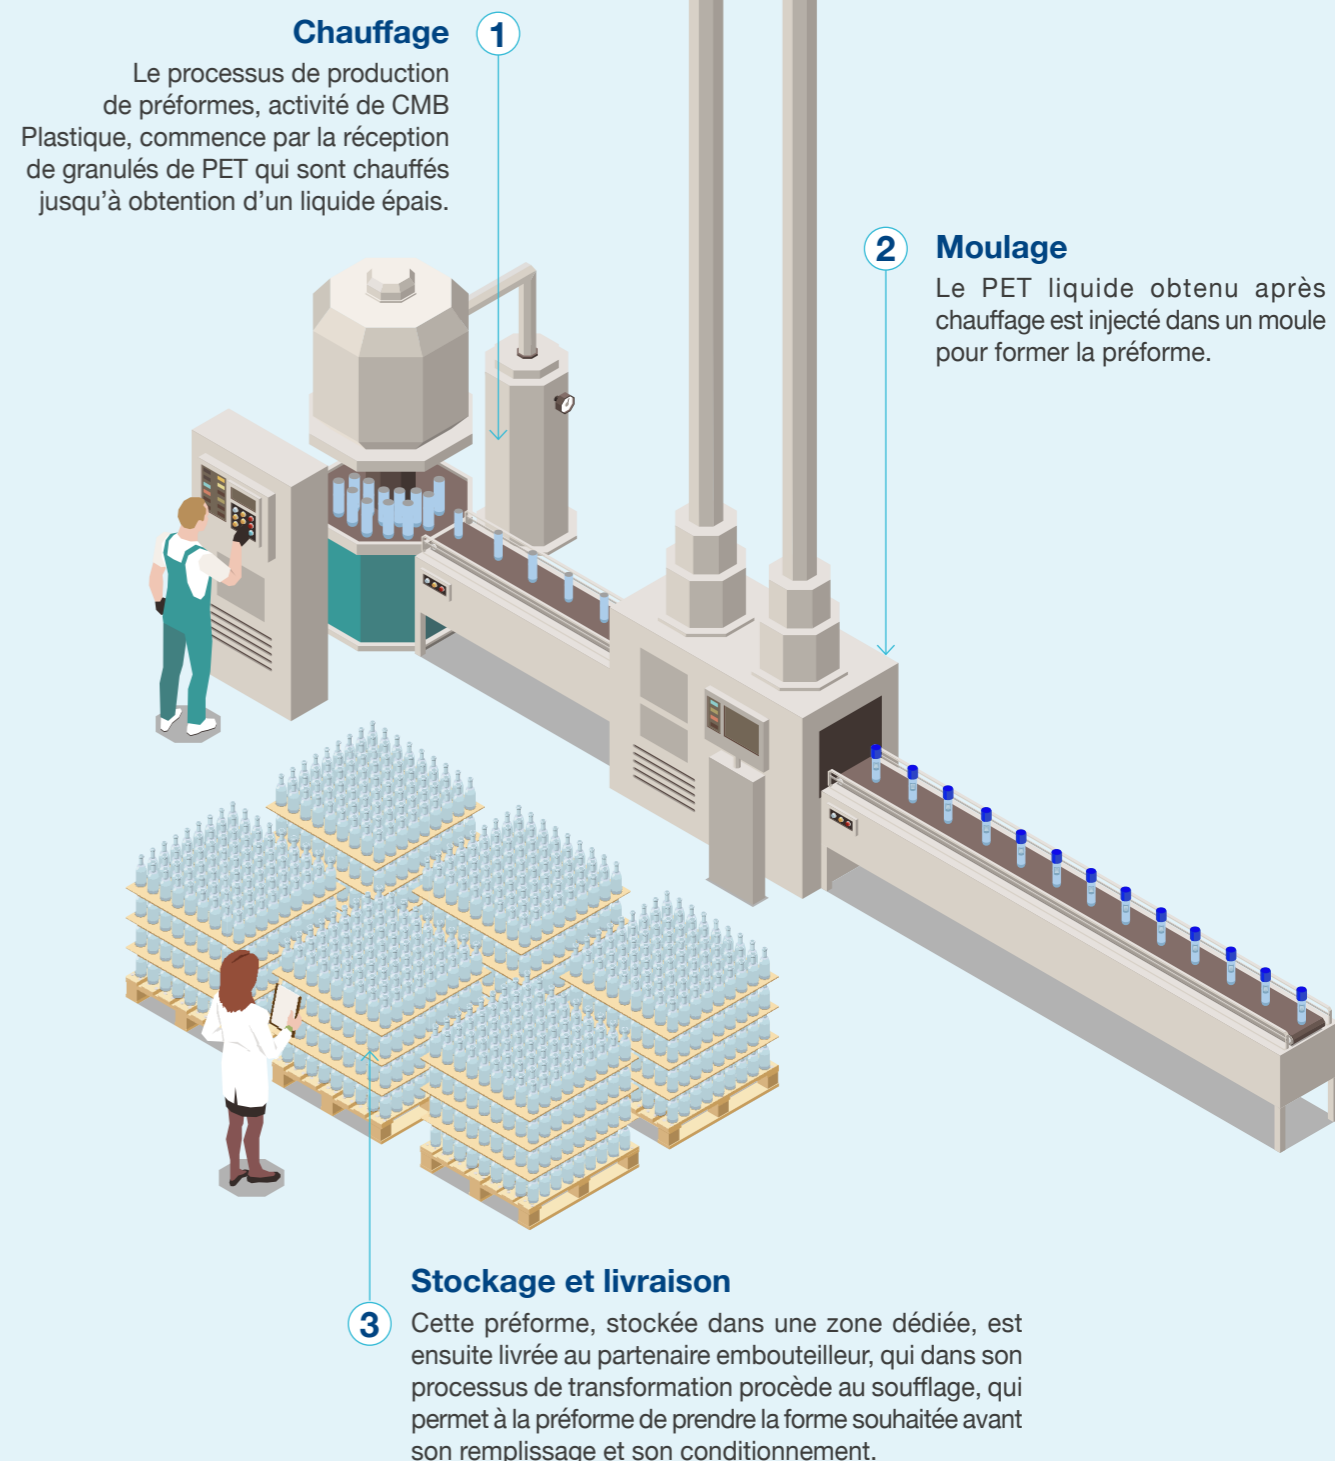 Chauffage
1
Le processus de production
de préformes, activité de CMB
Plastique, commence par la réception
de granulés de PET qui sont chauffés
jusqu’à obtention d’un liquide épais.
2
Moulage
Le PET liquide obtenu après
chauffage est injecté dans un moule
pour former la préforme.
Stockage et livraison
3
Cette préforme, stockée dans une zone dédiée, est
ensuite livrée au partenaire embouteilleur, qui dans son
processus de transformation procède au soufflage, qui
permet à la préforme de prendre la forme souhaitée avant
son remplissage et son conditionnement.